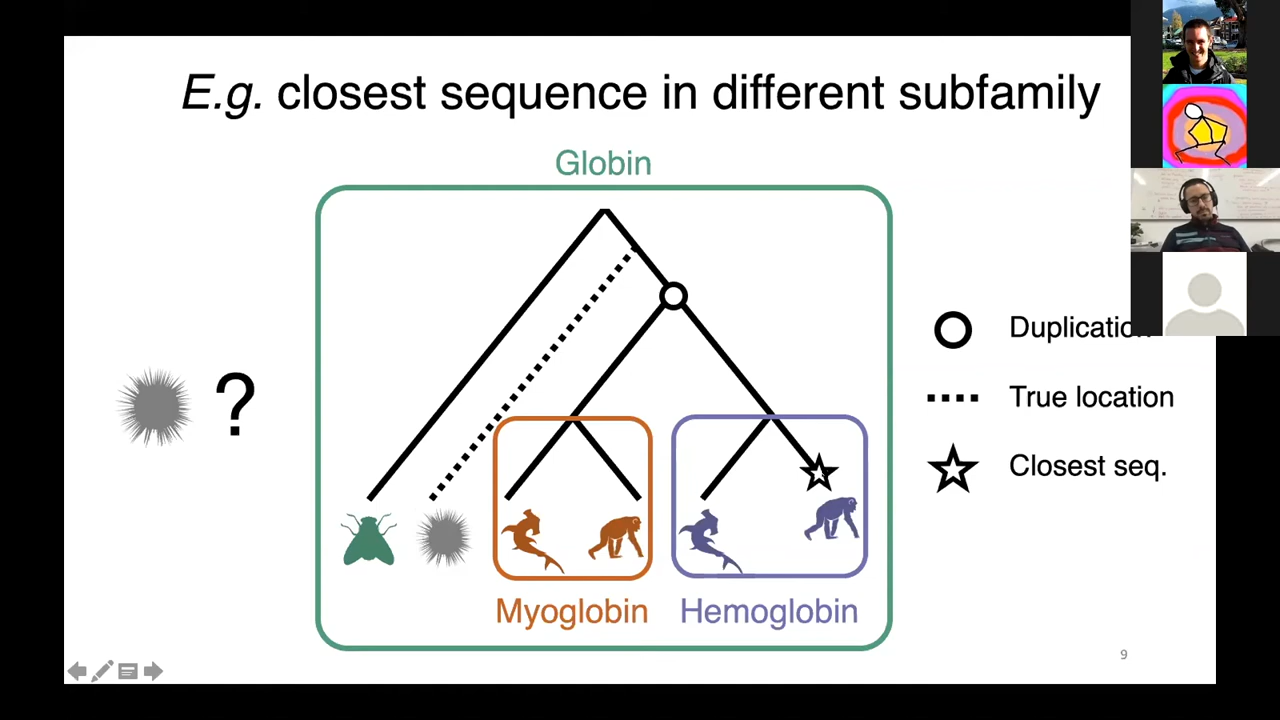 E.g. closest sequence in different subfamily
Globin
?
Duplication
True location
Closest seq.
Myoglobin
Hemoglobin
9